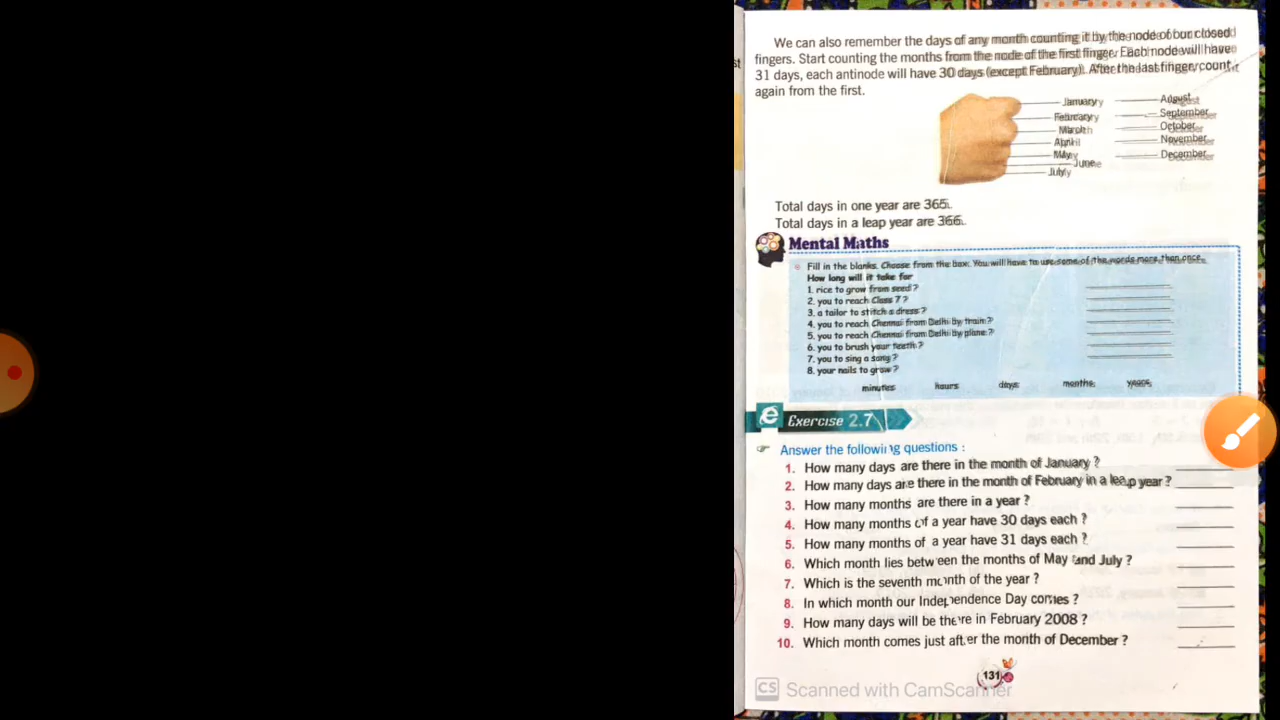 We can also remember the days of any month counting it by the node of our closed
fingers. Start counting the months from the node of the first finger. Each node will have
31 days, each antinode will have 30 days (except February). After the last finger, count
again from the first.
January
February
March
April
May
June
July
August
September
October
November
December
Total days in one year are 365.
Total days in a leap year are 366.
Mental Maths
Fill in the blanks. Choose from the box. You will have to use some of the words more than once.
How long will it take for
1. rice to grow from seed?
2. you to reach Class 7?
3. a tailor to stitch a dress?
4. you to reach Chennai from Delhi by train?
5. you to reach Chennai from Delhi by plane?
6. you to brush your teeth?
7. you to sing a song?
8. your nails to grow?
minutes hours days months years
e Exercise 2.7
Answer the following questions :
1. How many days are there in the month of January ?
2. How many days are there in the month of February in a leap year ?
3. How many months are there in a year ?
4. How many months of a year have 30 days each ?
5. How many months of a year have 31 days each ?
6. Which month lies between the months of May and July ?
7. Which is the seventh month of the year ?
8. In which month our Independence Day comes ?
9. How many days will be there in February 2008 ?
10. Which month comes just after the month of December ?
131
CS Scanned with CamScanner